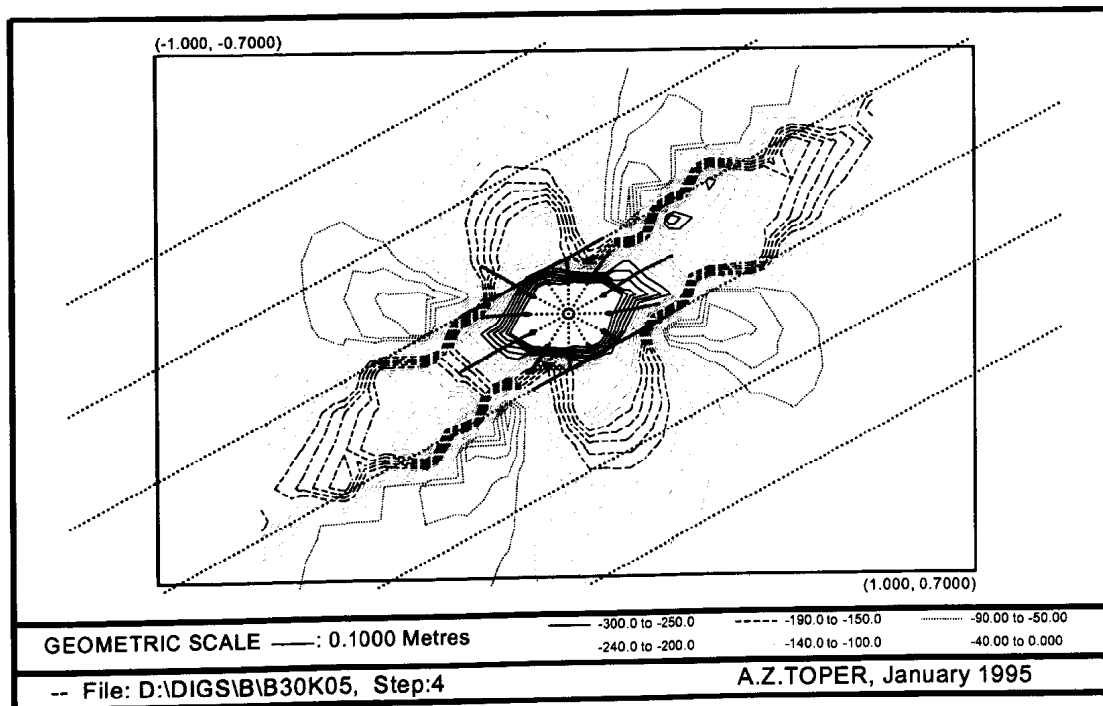 (-1.000, -0.7000)
(1.000, 0.7000)
GEOMETRIC SCALE ——: 0.1000 Metres
-300.0 to -250.0
-190.0 to -150.0
-90.00 to -50.00
-240.0 to -200.0
-140.0 to -100.0
-40.00 to 0.000
-- File: D:\DIGS\B\B30K05, Step:4
A.Z.TOPER, January 1995